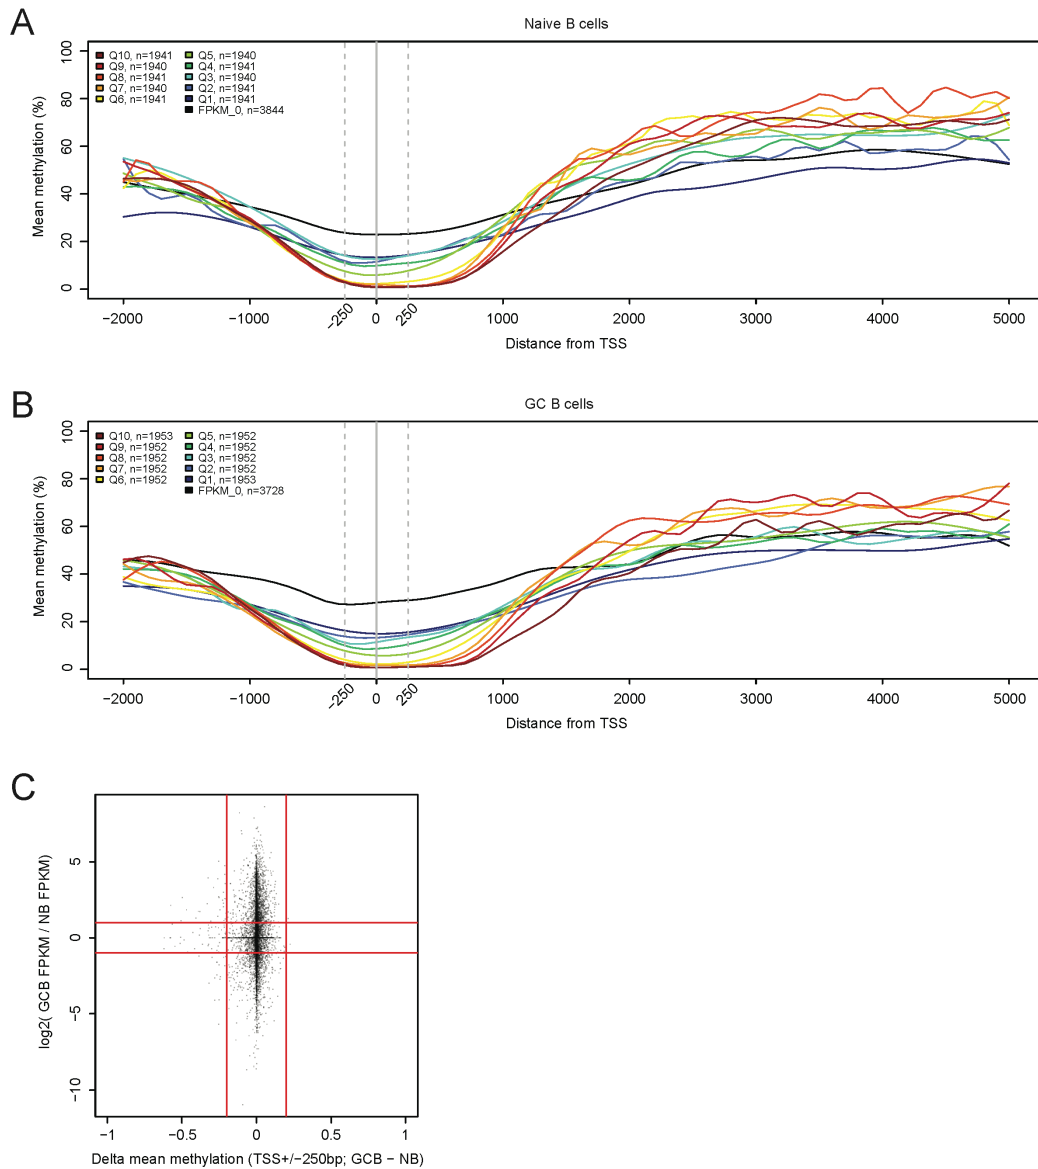 A
Naive B cells
Mean methylation (%)
100
80
60
40
20
0
Q10, n=1941
Q9, n=1940
Q8, n=1941
Q7, n=1940
Q6, n=1941
Q5, n=1940
Q4, n=1941
Q3, n=1940
Q2, n=1941
Q1, n=1941
FPKM_0, n=3844
−2000
−1000
−250
0
250
1000
2000
3000
4000
5000
Distance from TSS
B
GC B cells
Mean methylation (%)
100
80
60
40
20
0
Q10, n=1953
Q9, n=1952
Q8, n=1952
Q7, n=1952
Q6, n=1952
Q5, n=1952
Q4, n=1952
Q3, n=1952
Q2, n=1952
Q1, n=1953
FPKM_0, n=3728
−2000
−1000
−250
0
250
1000
2000
3000
4000
5000
Distance from TSS
C
log2( GCB FPKM / NB FPKM)
5
0
−5
−10
−1
−0.5
0
0.5
1
Delta mean methylation (TSS+/−250bp; GCB − NB)